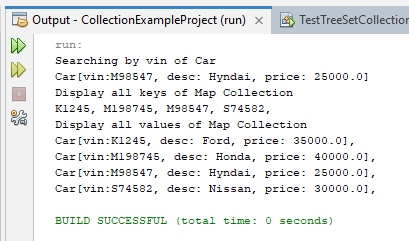 Output - CollectionExampleProject (run) × TestTreeSetCollection
run:
Searching by vin of Car
Car[vin:M98547, desc: Hyndai, price: 25000.0]
Display all keys of Map Collection
K1245, M198745, M98547, S74582,
Display all values of Map Collection
Car[vin:K1245, desc: Ford, price: 35000.0],
Car[vin:M198745, desc: Honda, price: 40000.0],
Car[vin:M98547, desc: Hyndai, price: 25000.0],
Car[vin:S74582, desc: Nissan, price: 30000.0],
BUILD SUCCESSFUL (total time: 0 seconds)